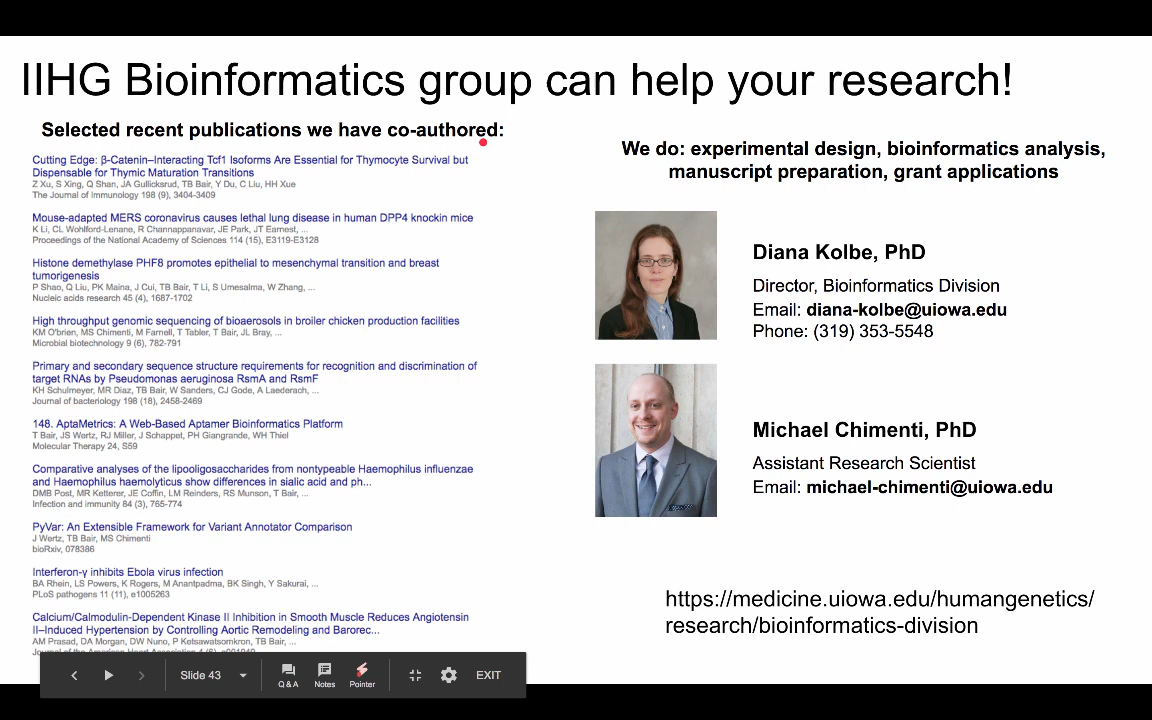 IIHG Bioinformatics group can help your research!
Selected recent publications we have co-authored:
Cutting Edge: β-Catenin–Interacting Tcf1 Isoforms Are Essential for Thymocyte Survival but
Dispensable for Thymic Maturation Transitions
Z Xu, S Xing, Q Shan, JA Gullicksrud, TB Bair, Y Du, C Liu, HH Xue
The Journal of Immunology 198 (9), 3404-3409
Mouse-adapted MERS coronavirus causes lethal lung disease in human DPP4 knockin mice
K Li, CL Wohlford-Lenane, R Channappanavar, JE Park, JT Earnest, ...
Proceedings of the National Academy of Sciences 114 (15), E3119-E3128
Histone demethylase PHF8 promotes epithelial to mesenchymal transition and breast
tumorigenesis
P Shao, Q Liu, PK Maina, J Cui, TB Bair, T Li, S Umesalma, W Zhang, ...
Nucleic acids research 45 (4), 1687-1702
High throughput genomic sequencing of bioaerosols in broiler chicken production facilities
KM O'brien, MS Chimenti, M Farnell, T Tabler, T Bair, JL Bray, ...
Microbial biotechnology 9 (6), 782-791
Primary and secondary sequence structure requirements for recognition and discrimination of
target RNAs by Pseudomonas aeruginosa RsmA and RsmF
KH Schulmeyer, MR Diaz, TB Bair, W Sanders, CJ Gode, A Laederach, ...
Journal of bacteriology 198 (18), 2458-2469
148. AptaMetrics: A Web-Based Aptamer Bioinformatics Platform
T Bair, JS Wertz, RJ Miller, J Schappet, PH Giangrande, WH Thiel
Molecular Therapy 24, S59
Comparative analyses of the lipooligosaccharides from nontypeable Haemophilus influenzae
and Haemophilus haemolyticus show differences in sialic acid and ph...
DMB Post, MR Ketterer, JE Coffin, LM Reinders, RS Munson, T Bair, ...
Infection and immunity 84 (3), 765-774
PyVar: An Extensible Framework for Variant Annotator Comparison
J Wertz, TB Bair, MS Chimenti
bioRxiv, 078386
Interferon-γ inhibits Ebola virus infection
BA Rhein, LS Powers, K Rogers, M Anantpadma, BK Singh, Y Sakurai, ...
PLoS pathogens 11 (11), e1005263
Calcium/Calmodulin-Dependent Kinase II Inhibition in Smooth Muscle Reduces Angiotensin
II–Induced Hypertension by Controlling Aortic Remodeling and Barorec...
AM Prasad, DA Morgan, DW Nuno, P Ketsawatsomkron, TB Bair, ...
We do: experimental design, bioinformatics analysis,
manuscript preparation, grant applications
Diana Kolbe, PhD
Director, Bioinformatics Division
Email: diana-kolbe@uiowa.edu
Phone: (319) 353-5548
Michael Chimenti, PhD
Assistant Research Scientist
Email: michael-chimenti@uiowa.edu
https://medicine.uiowa.edu/humangenetics/
research/bioinformatics-division
Slide 43
Q & A
Notes
Pointer
EXIT